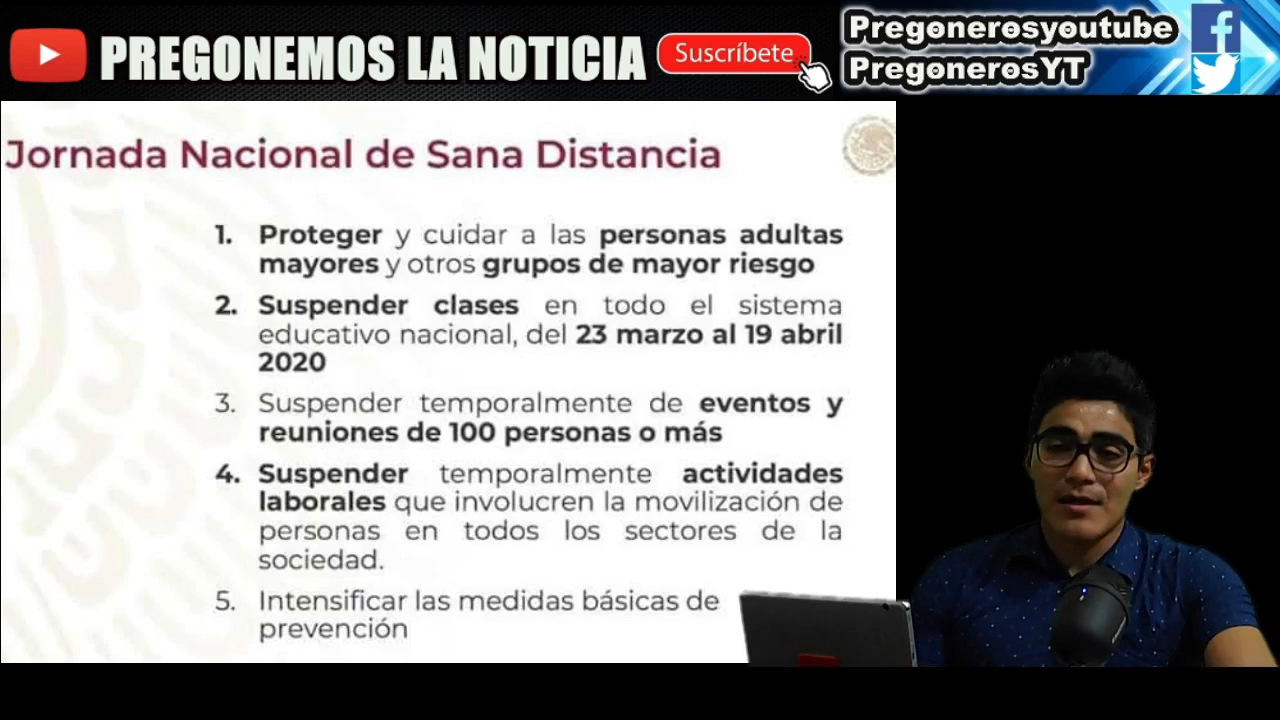 PREGONEMOS LA NOTICIA
Suscríbete
Pregonerosyoutube
PregonerosYT
Jornada Nacional de Sana Distancia
1. Proteger y cuidar a las personas adultas
mayores y otros grupos de mayor riesgo
2. Suspender clases en todo el sistema
educativo nacional, del 23 marzo al 19 abril
2020
3. Suspender temporalmente de eventos y
reuniones de 100 personas o más
4. Suspender temporalmente actividades
laborales que involucren la movilización de
personas en todos los sectores de la
sociedad.
5. Intensificar las medidas básicas de
prevención